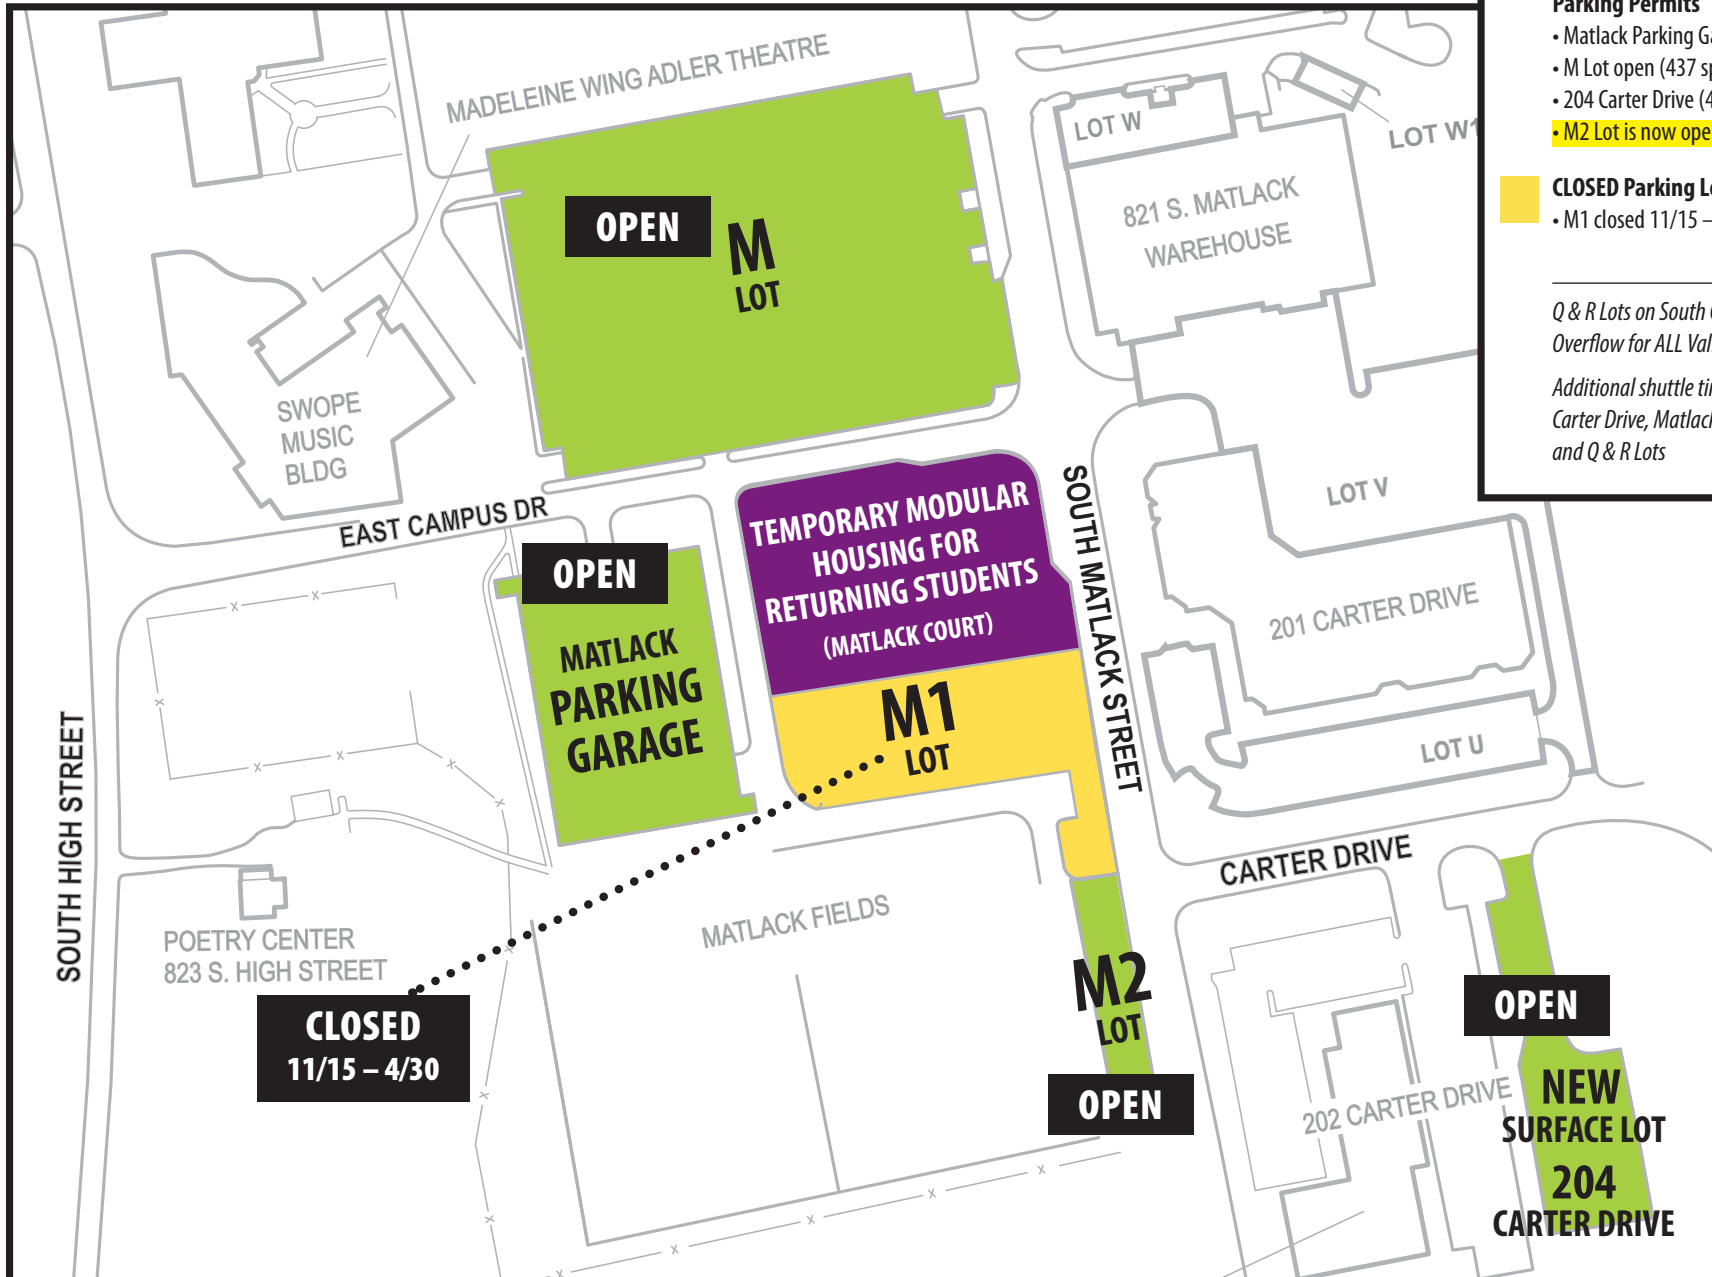 Parking Permits
• Matlack Parking Ga
• M Lot open (437 sp
• 204 Carter Drive (4
• M2 Lot is now ope
CLOSED Parking Lo
• M1 closed 11/15 –
Q & R Lots on South
Overflow for ALL Val
Additional shuttle ti
Carter Drive, Matlac
and Q & R Lots
MADELEINE WING ADLER THEATRE
LOT W
LOT W1
821 S. MATLACK
WAREHOUSE
OPEN
M
LOT
SWOPE
MUSIC
BLDG
EAST CAMPUS DR
TEMPORARY MODULAR
HOUSING FOR
RETURNING STUDENTS
(MATLACK COURT)
SOUTH MATLACK STREET
LOT V
201 CARTER DRIVE
LOT U
OPEN
MATLACK
PARKING
GARAGE
M1
LOT
SOUTH HIGH STREET
CARTER DRIVE
POETRY CENTER
823 S. HIGH STREET
MATLACK FIELDS
CLOSED
11/15 – 4/30
M2
LOT
OPEN
202 CARTER DRIVE
OPEN
NEW
SURFACE LOT
204
CARTER DRIVE